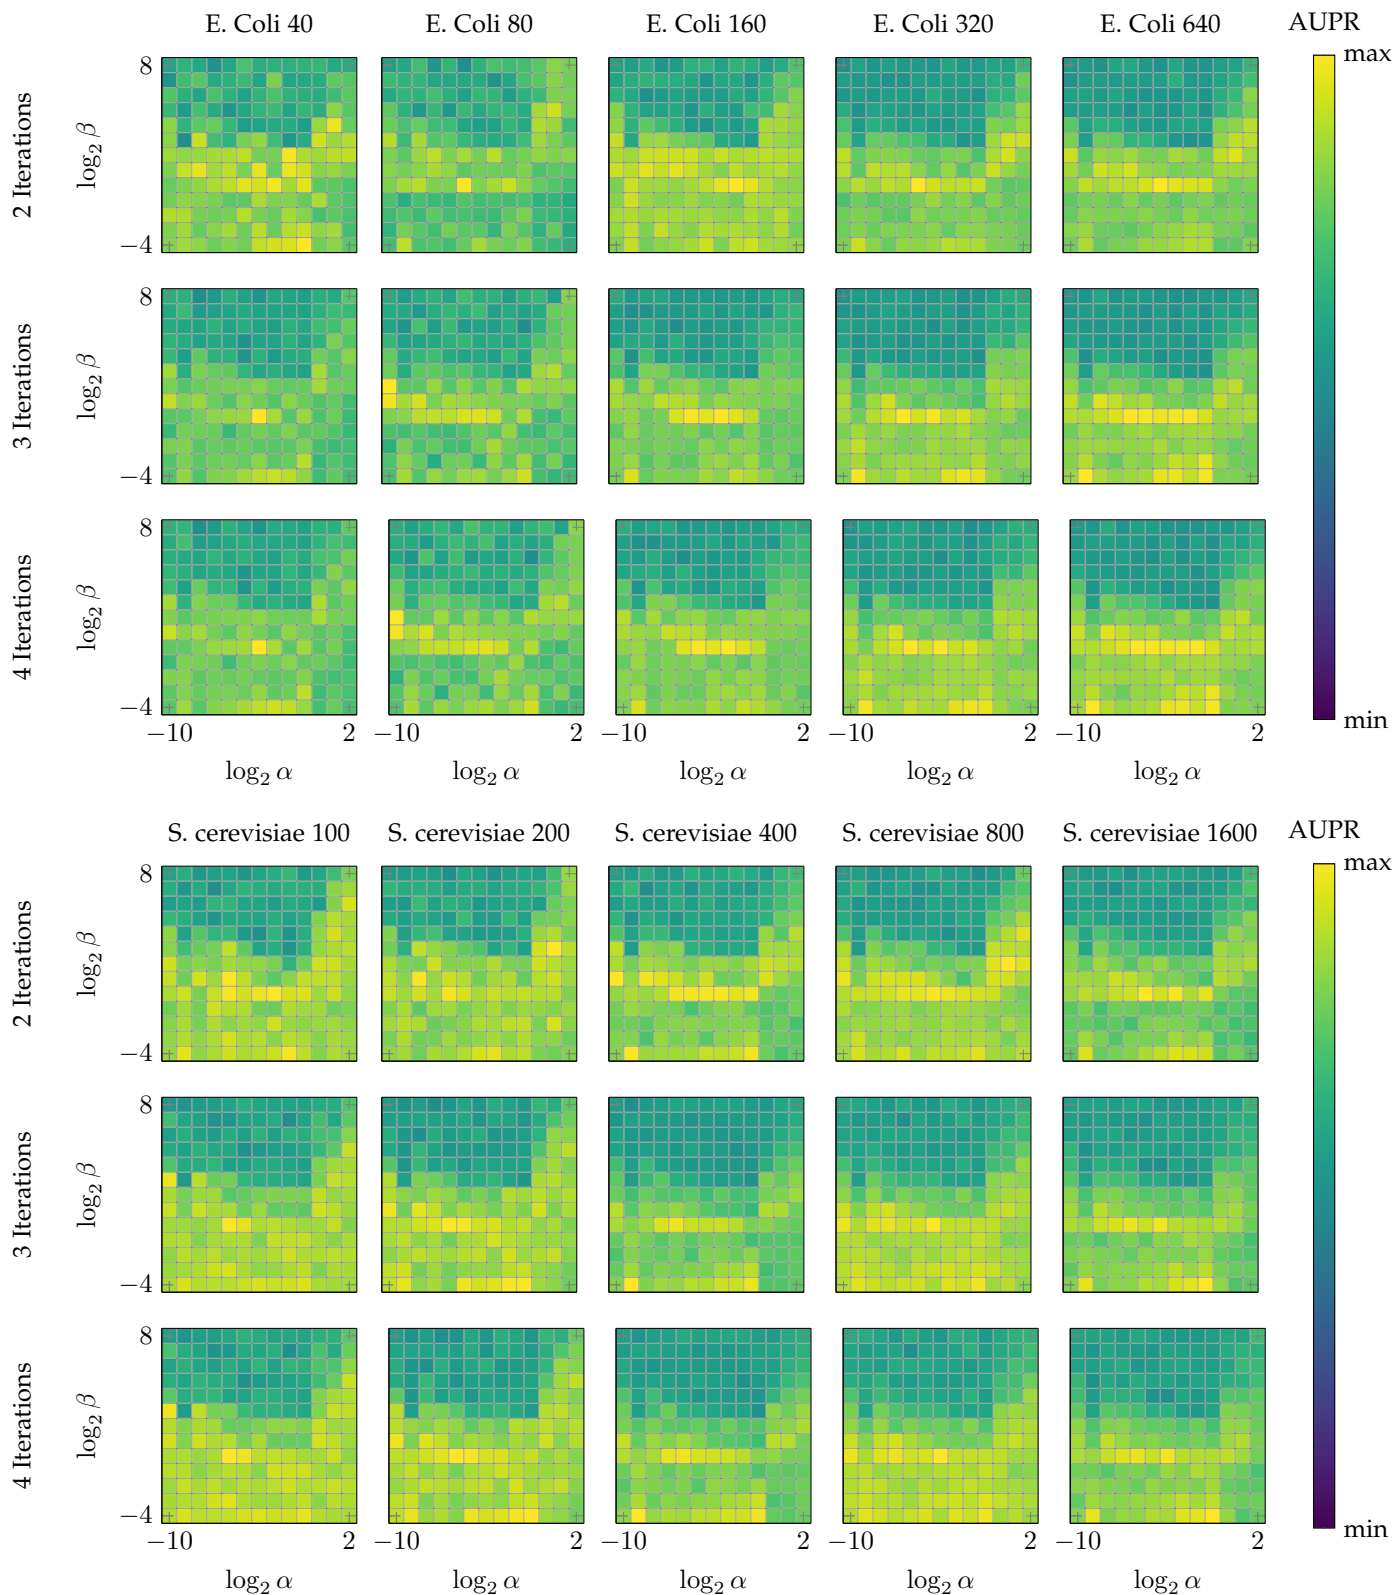 E. Coli 40 E. Coli 80 E. Coli 160 E. Coli 320 E. Coli 640 AUPR
2 Iterations log₂ β 8 −4 max
3 Iterations log₂ β 8 −4
4 Iterations log₂ β 8 −4 min
−10 2 −10 2 −10 2 −10 2 −10 2
log₂ α log₂ α log₂ α log₂ α log₂ α
S. cerevisiae 100 S. cerevisiae 200 S. cerevisiae 400 S. cerevisiae 800 S. cerevisiae 1600 AUPR
2 Iterations log₂ β 8 −4 max
3 Iterations log₂ β 8 −4
4 Iterations log₂ β 8 −4 min
−10 2 −10 2 −10 2 −10 2 −10 2
log₂ α log₂ α log₂ α log₂ α log₂ α